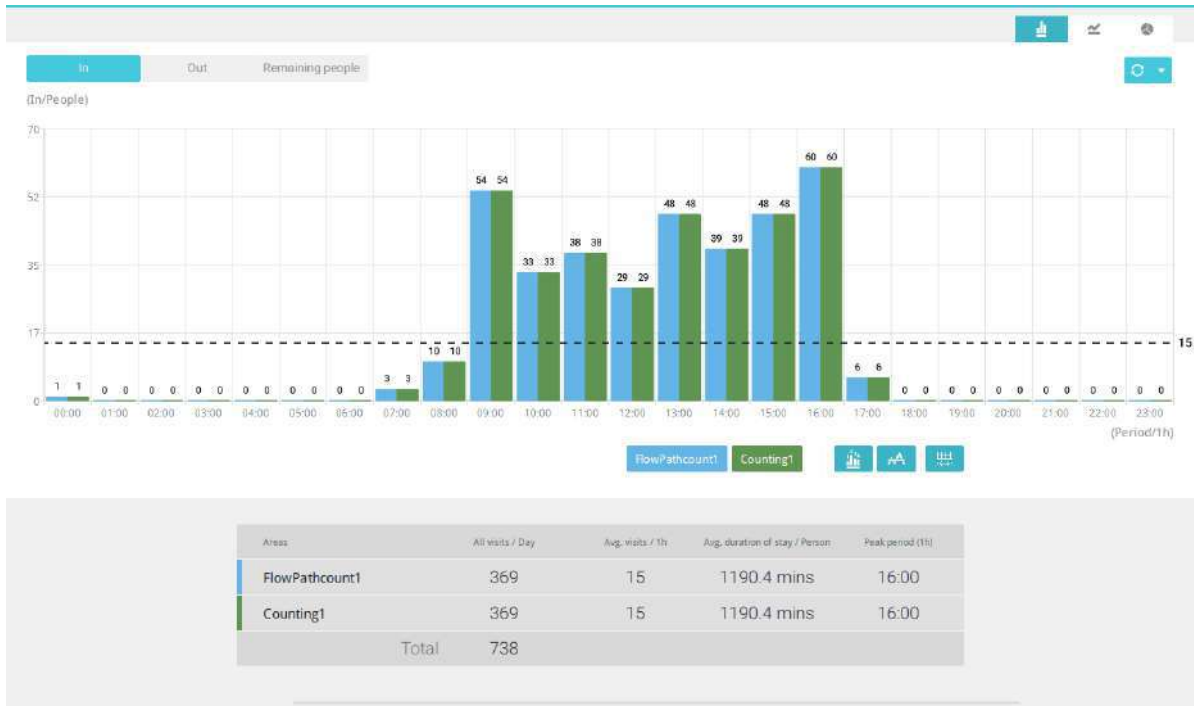 In Out Remaining people
(In/People)
70
60 60
54 54
52
48 48 48 48
39 39
38 38
35
33 33
29 29
17
15
10 10
6 6
3 3
1 1 0 0 0 0 0 0 0 0 0 0 0 0 0 0 0 0 0 0 0 0 0 0 0 0
0
00:00 01:00 02:00 03:00 04:00 05:00 06:00 07:00 08:00 09:00 10:00 11:00 12:00 13:00 14:00 15:00 16:00 17:00 18:00 19:00 20:00 21:00 22:00 23:00
(Period/1h)
FlowPathcount1 Counting1
Areas All visits / Day Avg. visits / 1h Avg. duration of stay / Person Peak period (1h)
FlowPathcount1 369 15 1190.4 mins 16:00
Counting1 369 15 1190.4 mins 16:00
Total 738